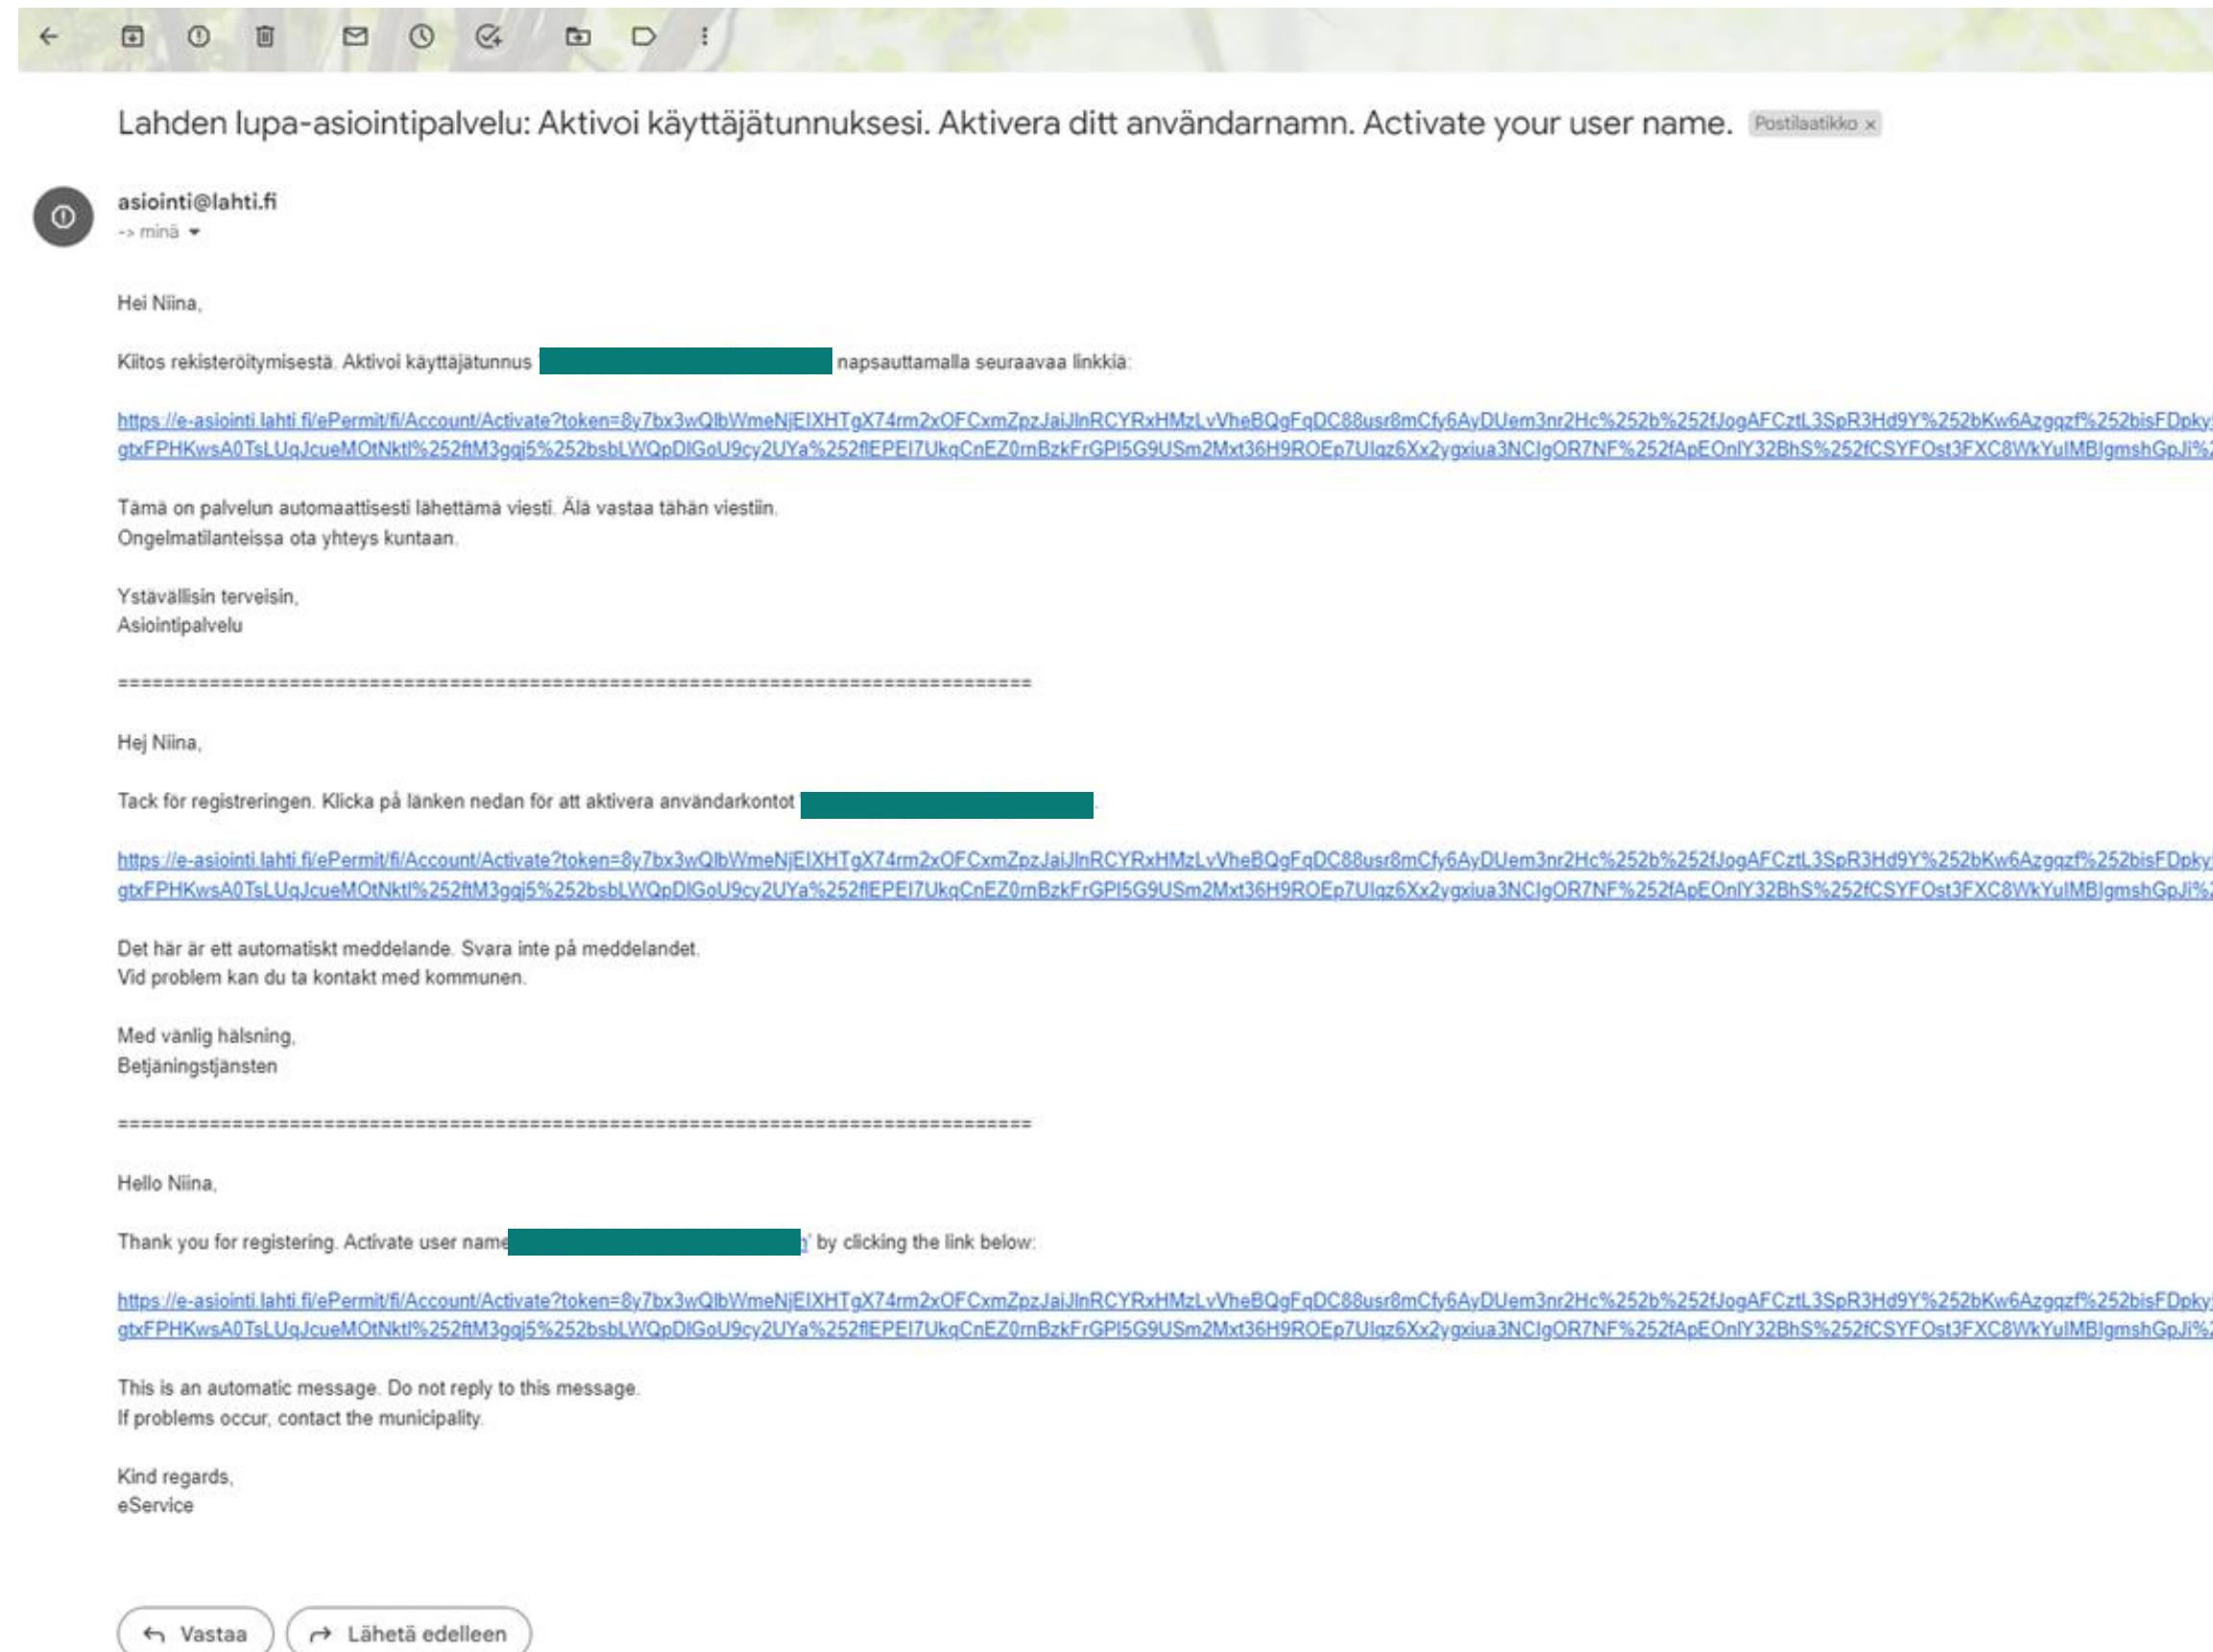 Lahden lupa-asiointipalvelu: Aktivoi käyttäjätunnuksesi. Aktivera ditt användarnamn. Activate your user name. Postilaatikko x
asiointi@lahti.fi
-> minä
Hei Niina,
Kiitos rekisteröitymisestä. Aktivoi käyttäjätunnus ' napsauttamalla seuraavaa linkkiä:
Tämä on palvelun automaattisesti lähettämä viesti. Älä vastaa tähän viestiin.
Ongelmatilanteissa ota yhteys kuntaan.
Ystävällisin terveisin,
Asiointipalvelu
================================================================================
Hej Niina,
Tack för registreringen. Klicka på länken nedan för att aktivera användarkontot .
Det här är ett automatiskt meddelande. Svara inte på meddelandet.
Vid problem kan du ta kontakt med kommunen.
Med vänlig hälsning,
Betjäningstjänsten
================================================================================
Hello Niina,
Thank you for registering. Activate user name ' by clicking the link below:
This is an automatic message. Do not reply to this message.
If problems occur, contact the municipality.
Kind regards,
eService
Vastaa Lähetä edelleen